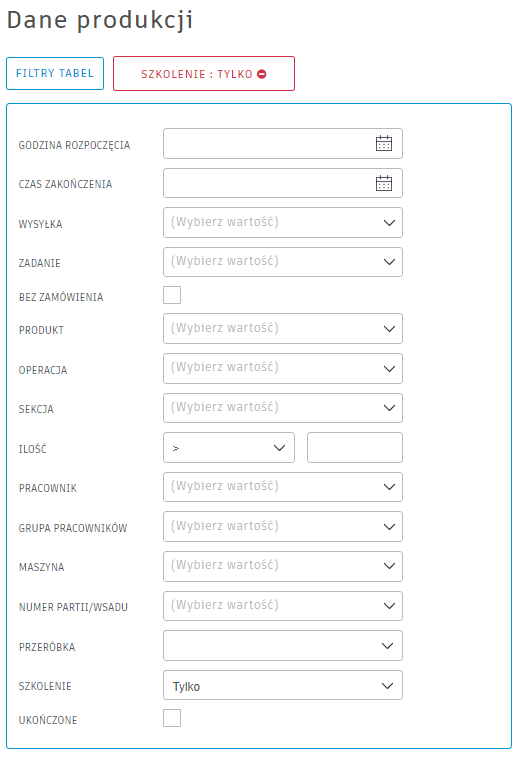 Dane produkcji
FILTRY TABEL SZKOLENIE : TYLKO
GODZINA ROZPOCZĘCIA
CZAS ZAKOŃCZENIA
WYSYŁKA (Wybierz wartość)
ZADANIE (Wybierz wartość)
BEZ ZAMÓWIENIA
PRODUKT (Wybierz wartość)
OPERACJA (Wybierz wartość)
SEKCJA (Wybierz wartość)
ILOŚĆ >
PRACOWNIK (Wybierz wartość)
GRUPA PRACOWNIKÓW (Wybierz wartość)
MASZYNA (Wybierz wartość)
NUMER PARTII/WSADU (Wybierz wartość)
PRZERÓBKA
SZKOLENIE Tylko
UKOŃCZONE